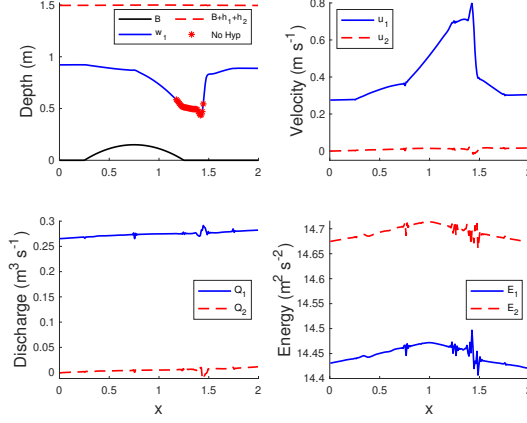 1.5
1
0.5
0
Depth (m)
0 0.5 1 1.5 2
B
w1
B+h1+h2
No Hyp
0.8
0.6
0.4
0.2
0
Velocity (m s-1)
0 0.5 1 1.5 2
u1
u2
0.3
0.25
0.2
0.15
0.1
0.05
0
Discharge (m3 s-1)
0 0.5 1 1.5 2
x
Q1
Q2
14.7
14.6
14.5
14.45
14.4
Energy (m2 s-2)
0 0.5 1 1.5 2
x
E1
E2